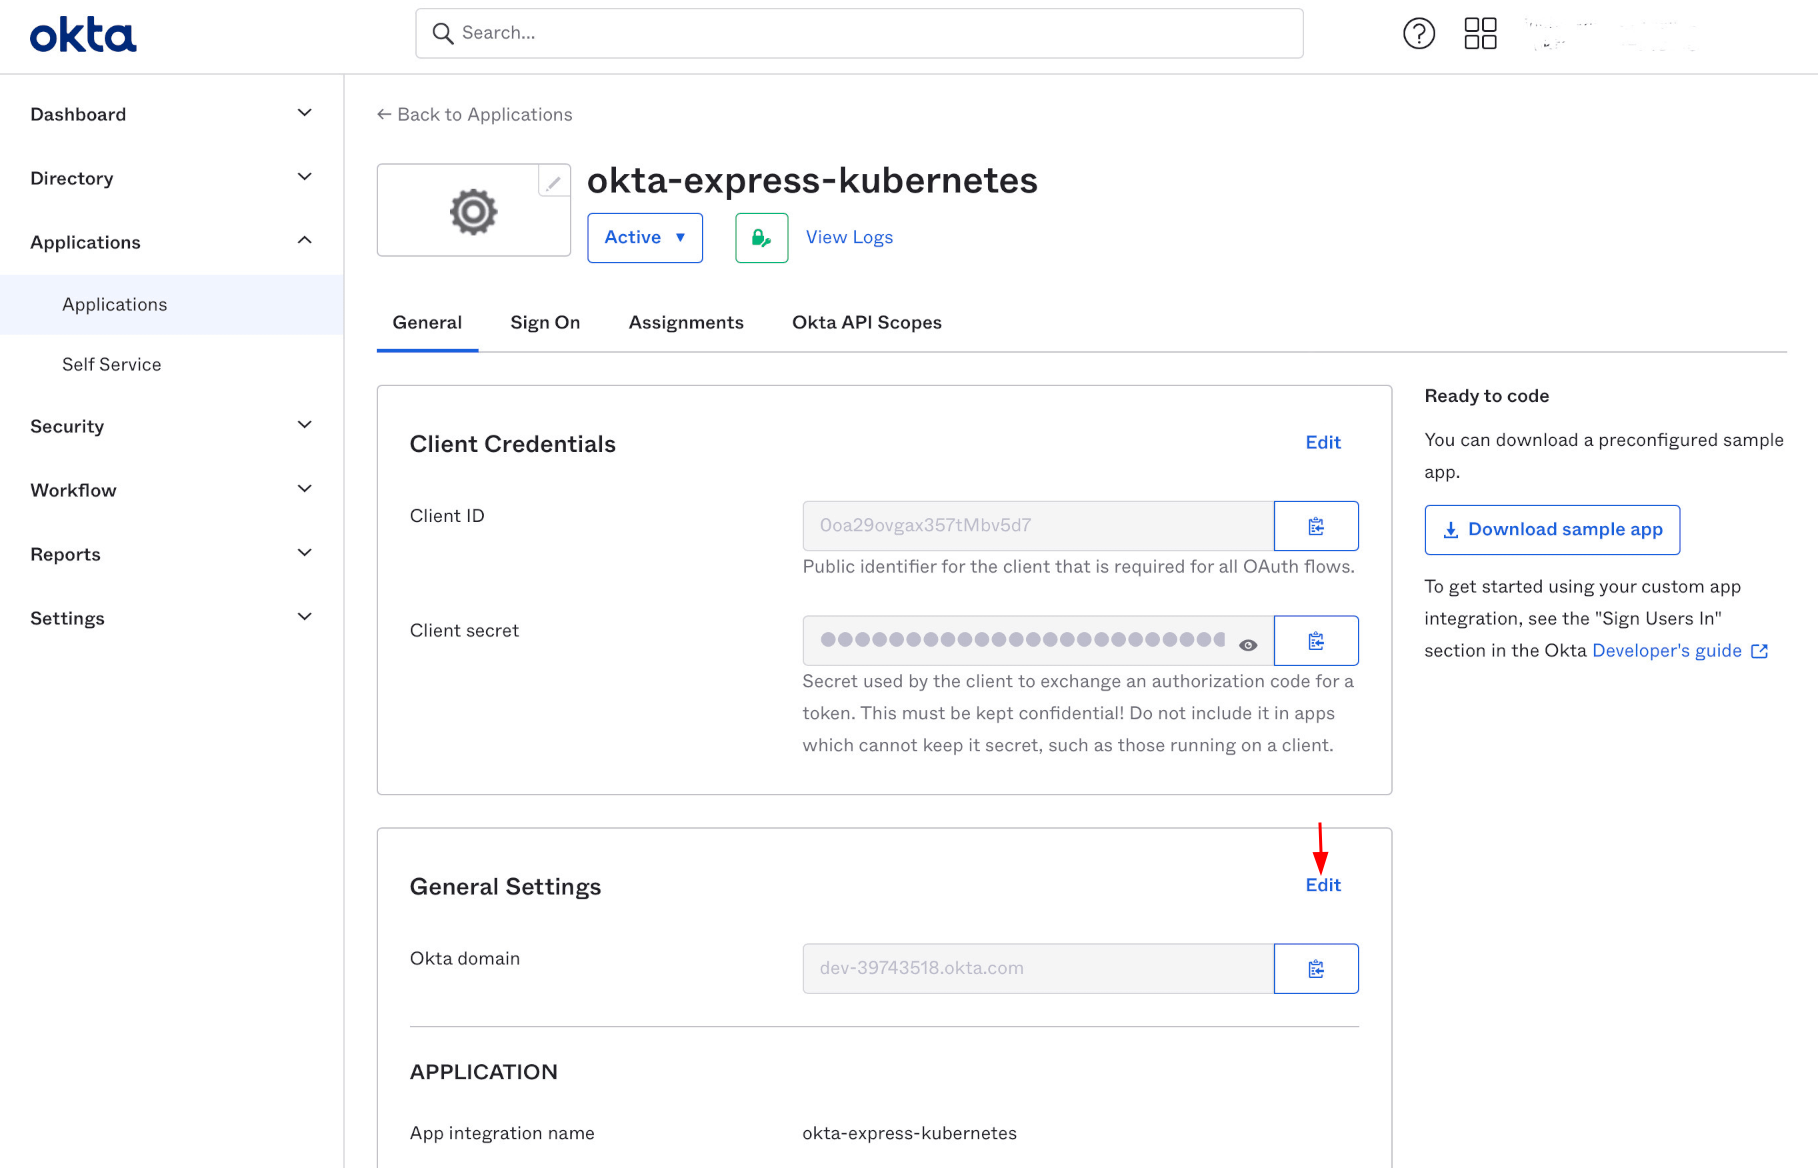 okta
Search...
Dashboard
Directory
Applications
Applications
Self Service
Security
Workflow
Reports
Settings
← Back to Applications
okta-express-kubernetes
Active ▼
View Logs
General
Sign On
Assignments
Okta API Scopes
Client Credentials
Edit
Client ID
0oa29ovgax357tMbv5d7
Public identifier for the client that is required for all OAuth flows.
Client secret
Secret used by the client to exchange an authorization code for a
token. This must be kept confidential! Do not include it in apps
which cannot keep it secret, such as those running on a client.
General Settings
Edit
Okta domain
dev-39743518.okta.com
APPLICATION
App integration name
okta-express-kubernetes
Ready to code
You can download a preconfigured sample
app.
Download sample app
To get started using your custom app
integration, see the "Sign Users In"
section in the Okta Developer's guide